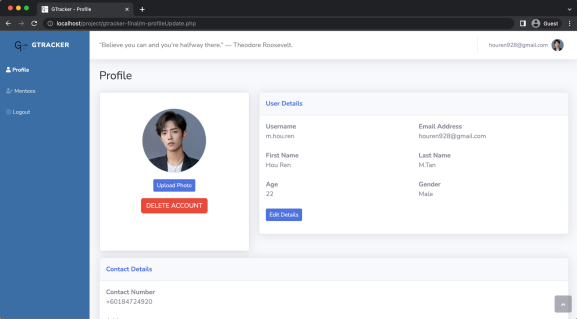 GTracker - Profile
localhost/project/gtracker-final/m-profileUpdate.php
Guest
GTRACKER
"Believe you can and you're halfway there." — Theodore Roosevelt.
houren928@gmail.com
Profile
Mentees
Logout
Profile
Upload Photo
DELETE ACCOUNT
User Details
Username
Email Address
m.hou.ren
houren928@gmail.com
First Name
Last Name
Hou Ren
M.Tan
Age
Gender
22
Male
Edit Details
Contact Details
Contact Number
+60184724920